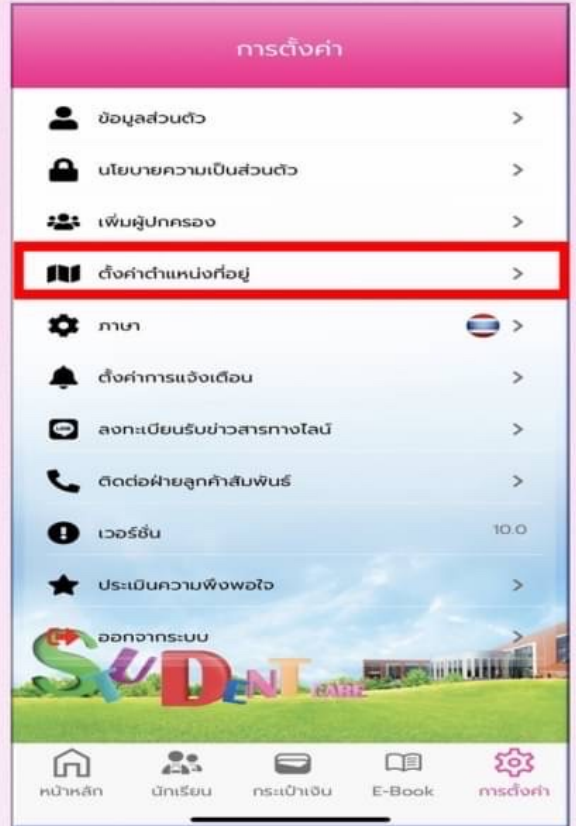 การตั้งค่า
ข้อมูลส่วนตัว
นโยบายความเป็นส่วนตัว
เพิ่มผู้ปกครอง
ตั้งค่าตำแหน่งที่อยู่
ภาษา
ตั้งค่าการแจ้งเตือน
LINE ลงทะเบียนรับข่าวสารทางไลน์
ติดต่อฝ่ายลูกค้าสัมพันธ์
เวอร์ชั่น 10.0
ประเมินความพึงพอใจ
ออกจากระบบ
STUDENT CARE
หน้าหลัก นักเรียน กระเป๋าเงิน E-Book การตั้งค่า